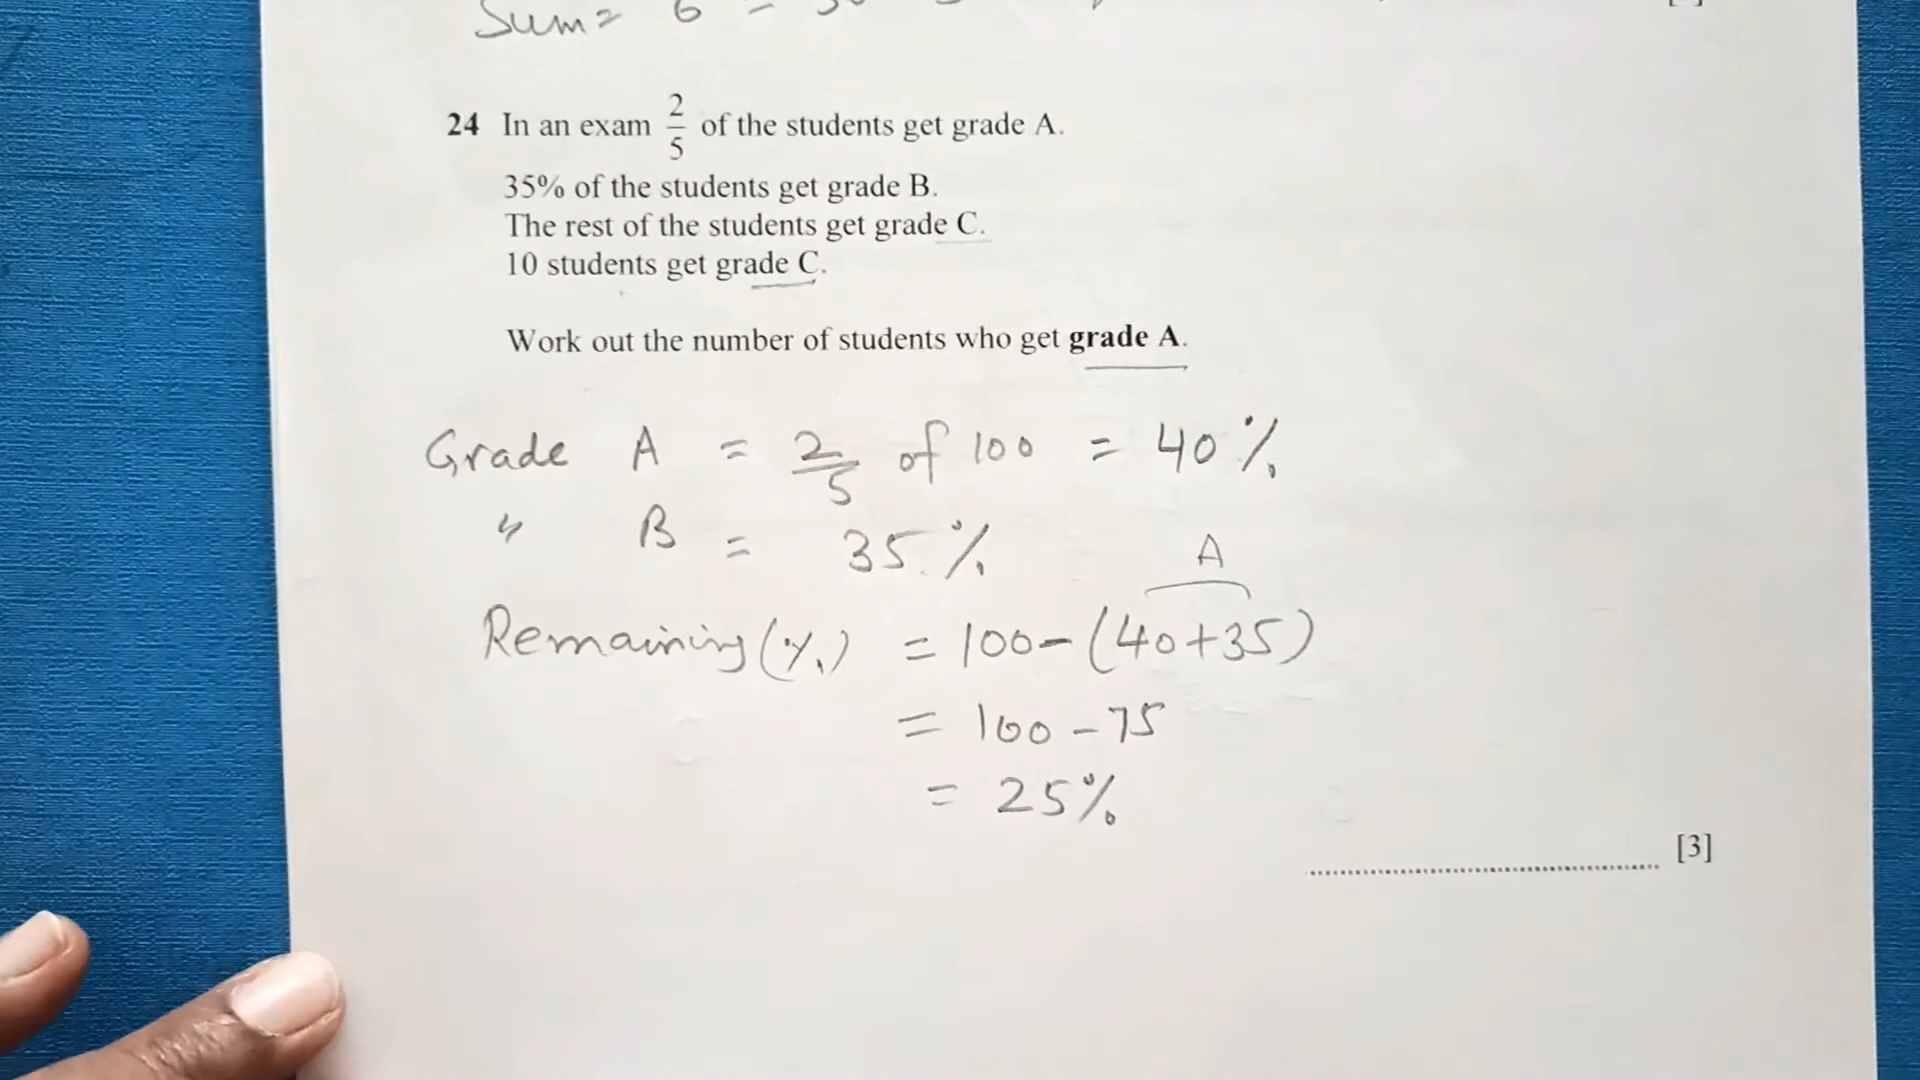 Sum = 6 =
24 In an exam 2/5 of the students get grade A.
35% of the students get grade B.
The rest of the students get grade C.
10 students get grade C.
Work out the number of students who get grade A.
Grade A = 2/5 of 100 = 40%
" B = 35%
A
Remaining (%) = 100 - (40+35)
= 100 - 75
= 25%
[3]